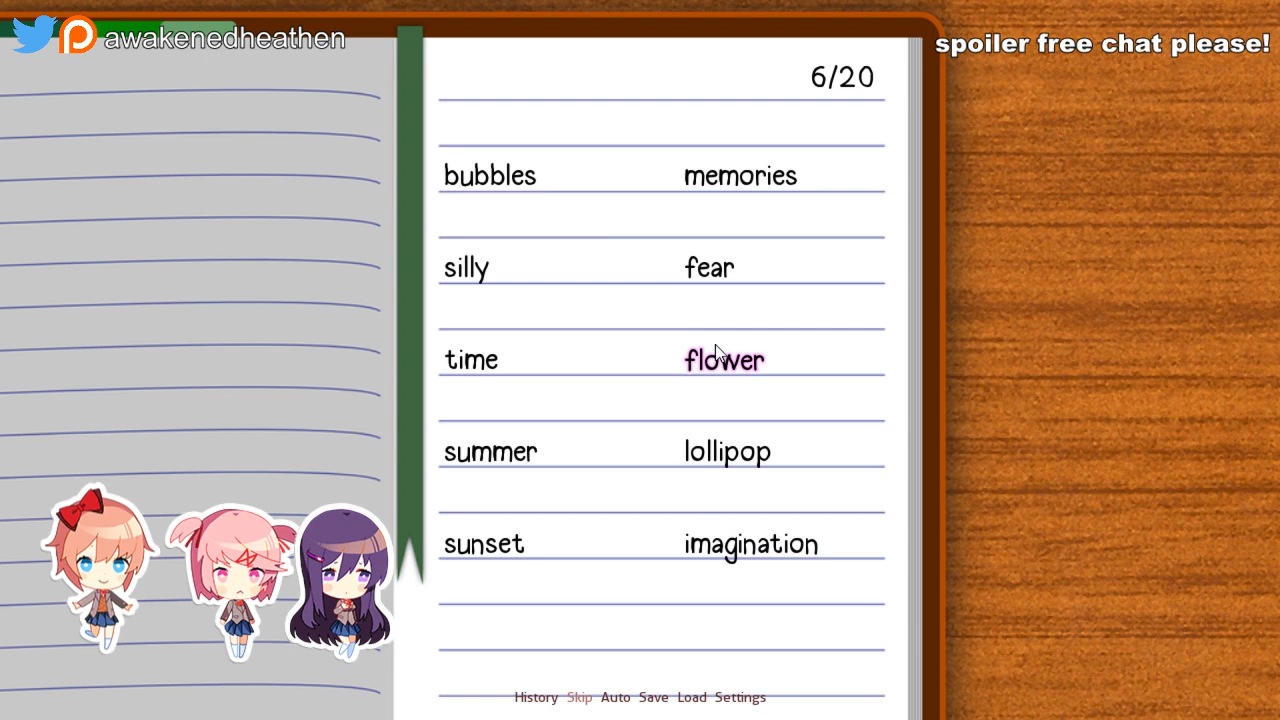 awakenedheathen
spoiler free chat please!
6/20
bubbles memories
silly fear
time flower
summer lollipop
sunset imagination
History Skip Auto Save Load Settings